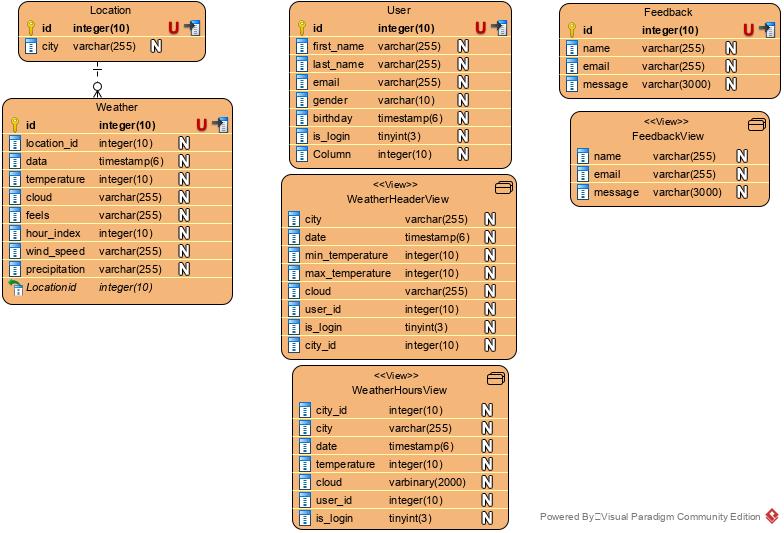 Location
id integer(10) U
city varchar(255) N
Weather
id integer(10) U
location_id integer(10) N
data timestamp(6) N
temperature integer(10) N
cloud varchar(255) N
feels varchar(255) N
hour_index integer(10) N
wind_speed varchar(255) N
precipitation varchar(255) N
Locationid integer(10)
User
id integer(10) U
first_name varchar(255) N
last_name varchar(255) N
email varchar(255) N
gender varchar(10) N
birthday timestamp(6) N
is_login tinyint(3) N
Column integer(10) N
<<View>>
WeatherHeaderView
city varchar(255) N
date timestamp(6) N
min_temperature integer(10) N
max_temperature integer(10) N
cloud varchar(255) N
user_id integer(10) N
is_login tinyint(3) N
city_id integer(10) N
<<View>>
WeatherHoursView
city_id integer(10) N
city varchar(255) N
date timestamp(6) N
temperature integer(10) N
cloud varbinary(2000) N
user_id integer(10) N
is_login tinyint(3) N
Feedback
id integer(10) U
name varchar(255) N
email varchar(255) N
message varchar(3000) N
<<View>>
FeedbackView
name varchar(255) N
email varchar(255) N
message varchar(3000) N
Powered By Visual Paradigm Community Edition